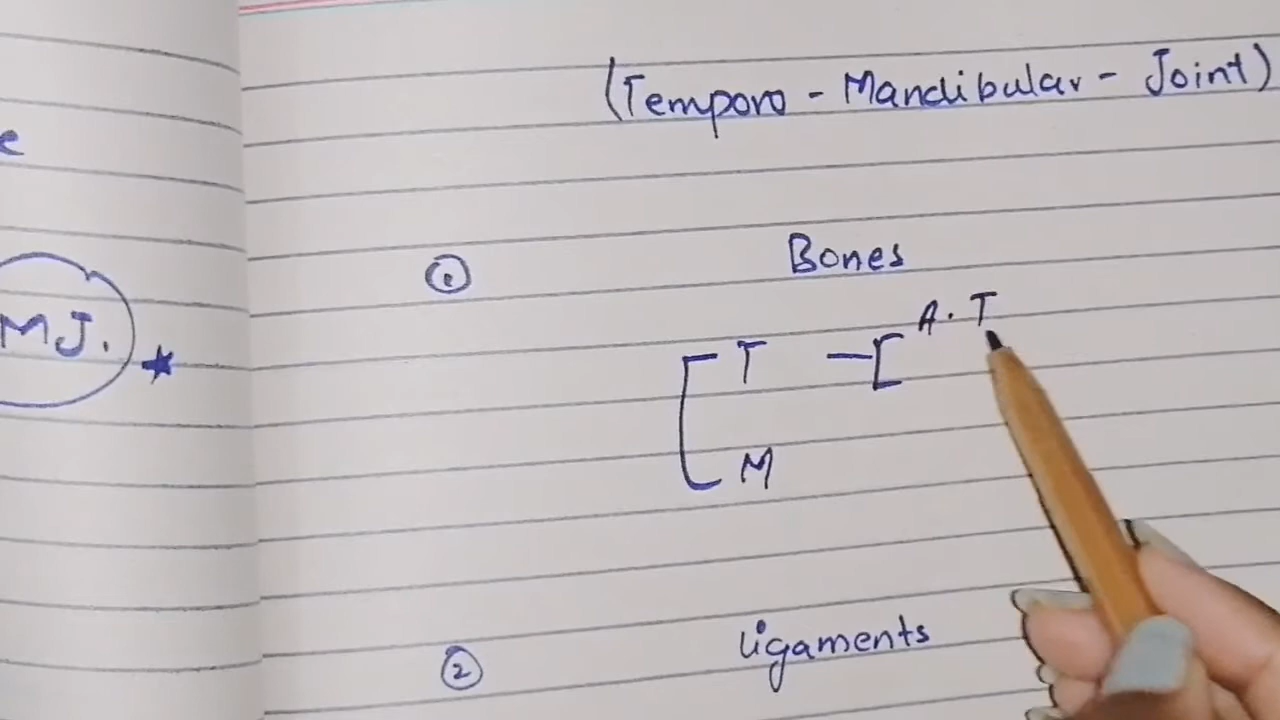 e
MJ.
(Temporo - Mandibular - Joint)
1 Bones
A. T
T
M
2 ligaments